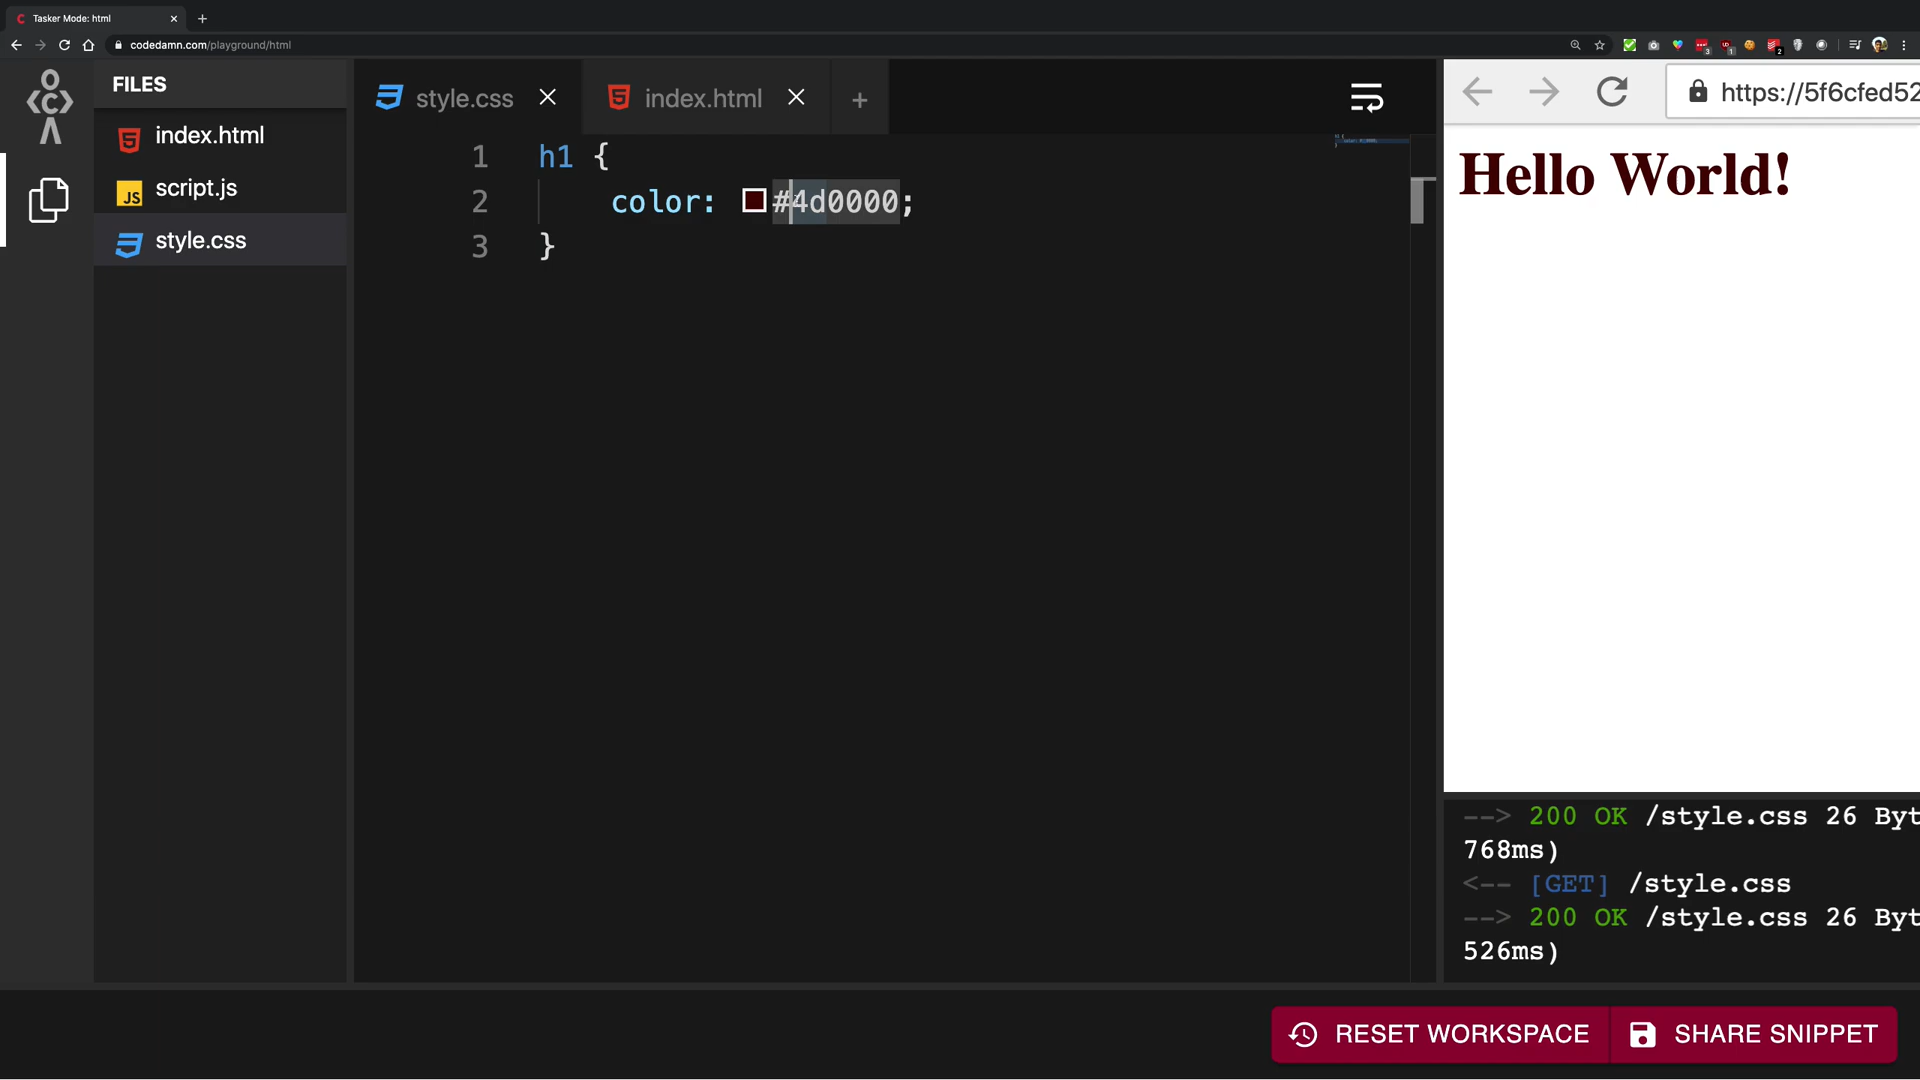 Tasker Mode: html
codedamn.com/playground/html
FILES
index.html
script.js
style.css
style.css
index.html
1 h1 {
2 color: #4d0000;
3 }
https://5f6cfed52
Hello World!
--> 200 OK /style.css 26 Byt
768ms)
<-- [GET] /style.css
--> 200 OK /style.css 26 Byt
526ms)
RESET WORKSPACE
SHARE SNIPPET